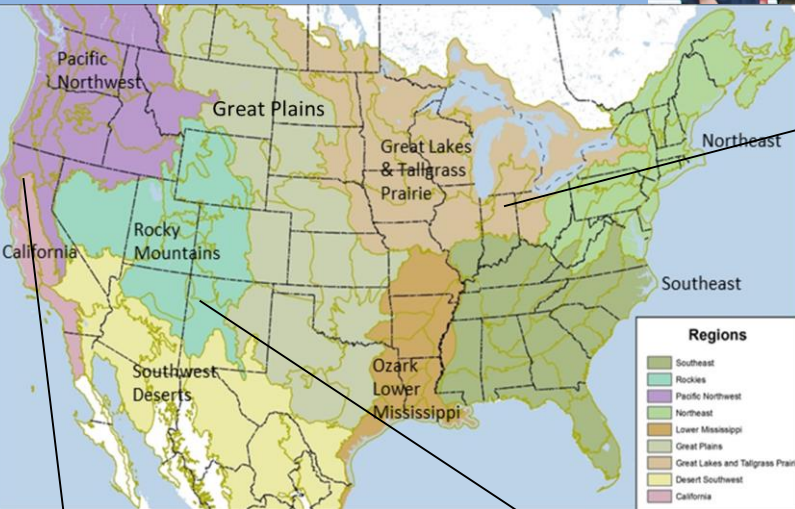 Pacific
Northwest
Great Plains
Great Lakes
& Tallgrass
Prairie
Northeast
California
Rocky
Mountains
Southeast
Southwest
Deserts
Ozark
Lower
Mississippi
Regions
Southeast
Rockies
Pacific Northwest
Northeast
Lower Mississippi
Great Plains
Great Lakes and Tallgrass Prairi
Desert Southwest
California